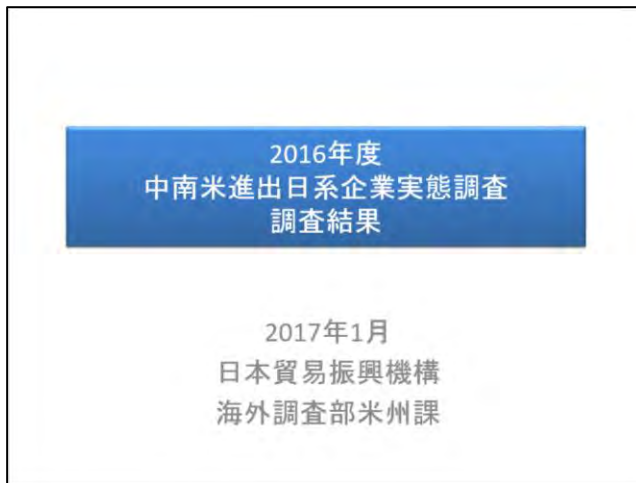 2016年度
中南米進出日系企業実態調査
調査結果
2017年1月
日本貿易振興機構
海外調査部米州課